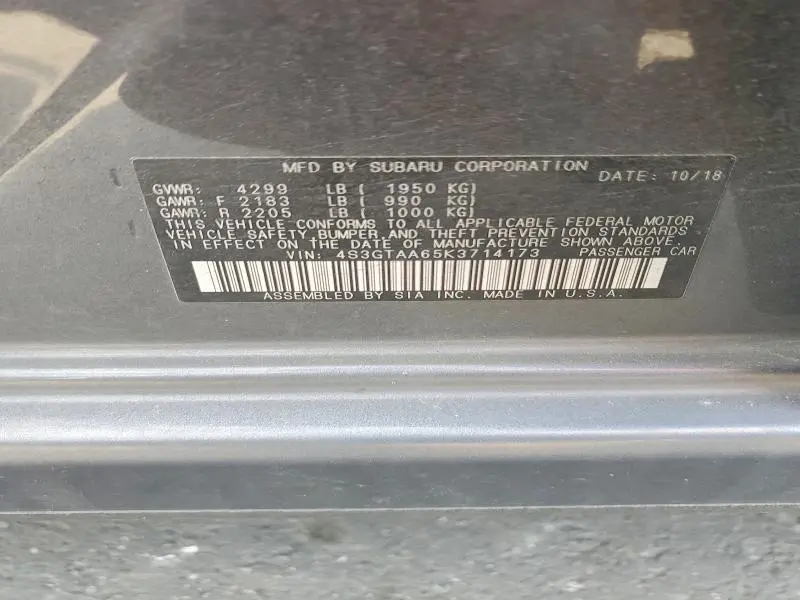 MFD BY SUBARU CORPORATION DATE: 10/18
GVWR: 4299 LB ( 1950 KG)
GAWR: F 2183 LB ( 990 KG)
GAWR: R 2205 LB ( 1000 KG)
THIS VEHICLE CONFORMS TO ALL APPLICABLE FEDERAL MOTOR
VEHICLE SAFETY, BUMPER, AND THEFT PREVENTION STANDARDS
IN EFFECT ON THE DATE OF MANUFACTURE SHOWN ABOVE.
VIN: 4S3GTAA65K3714173 PASSENGER CAR
ASSEMBLED BY SIA INC. MADE IN U.S.A.